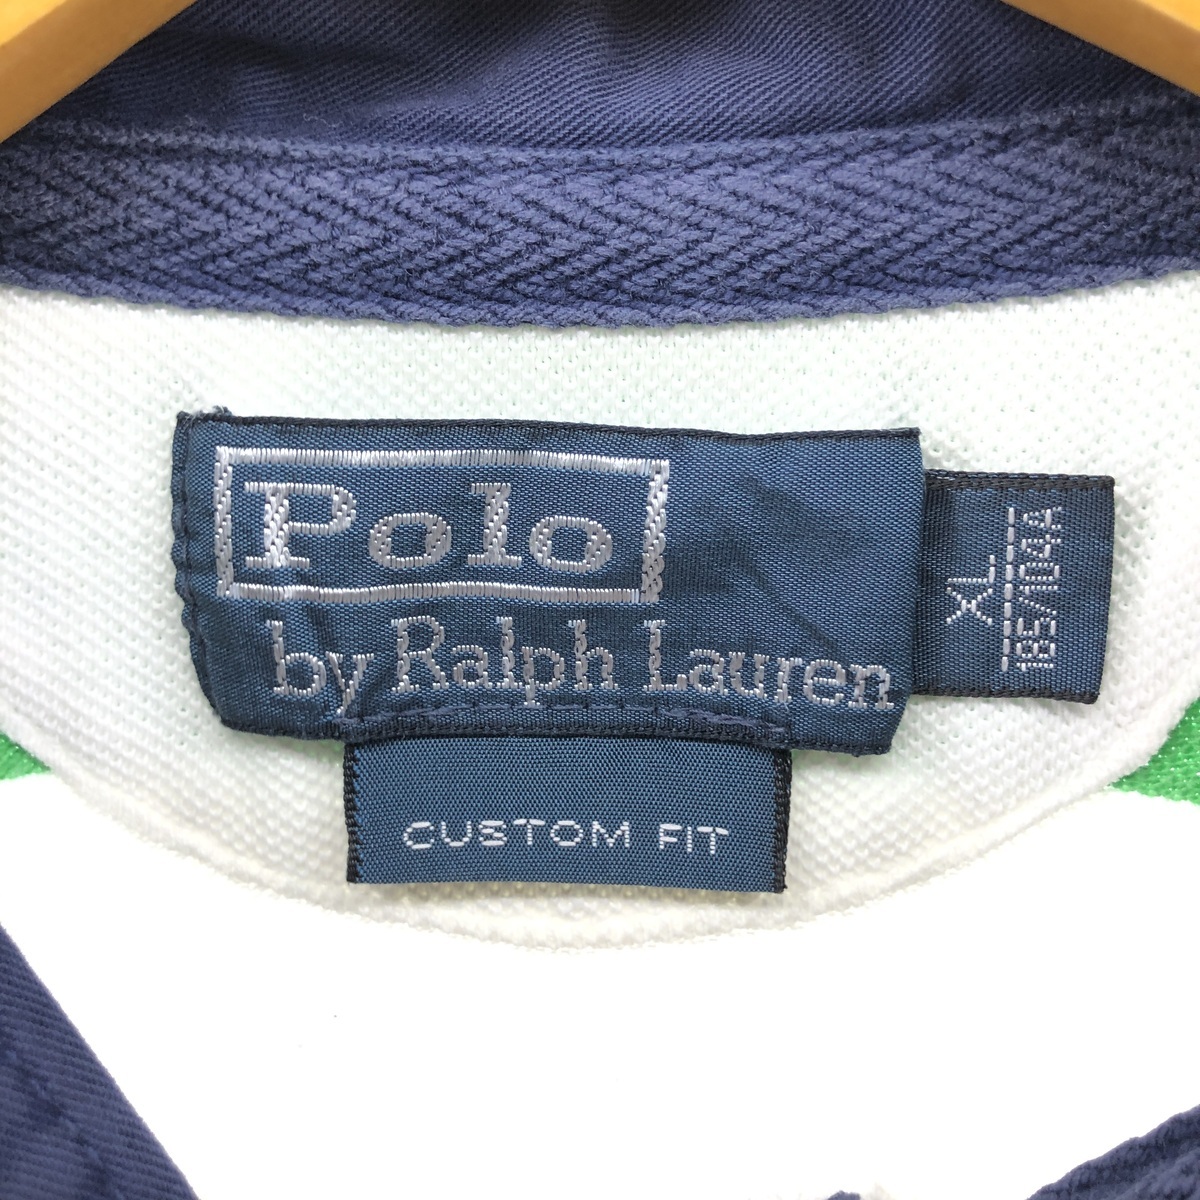 Polo
by Ralph Lauren
XL
185/104A
CUSTOM FIT